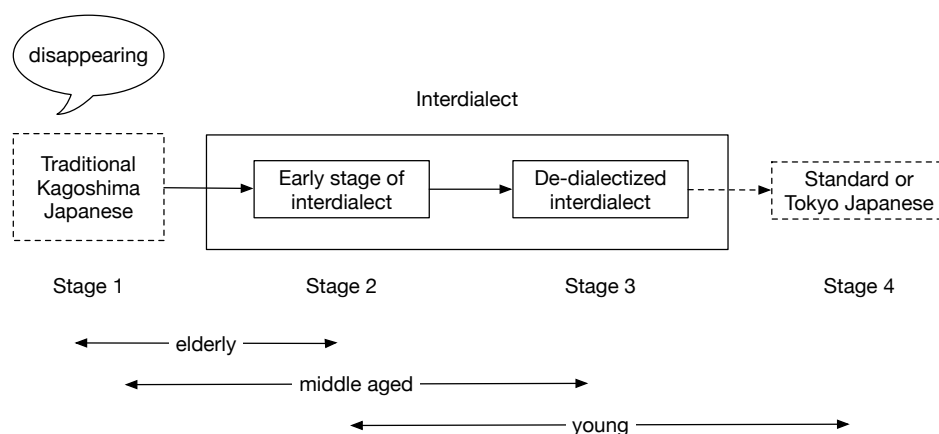 disappearing
Interdialect
Traditional
Kagoshima
Japanese
Early stage of
interdialect
De-dialectized
interdialect
Standard or
Tokyo Japanese
Stage 1
Stage 2
Stage 3
Stage 4
elderly
middle aged
young